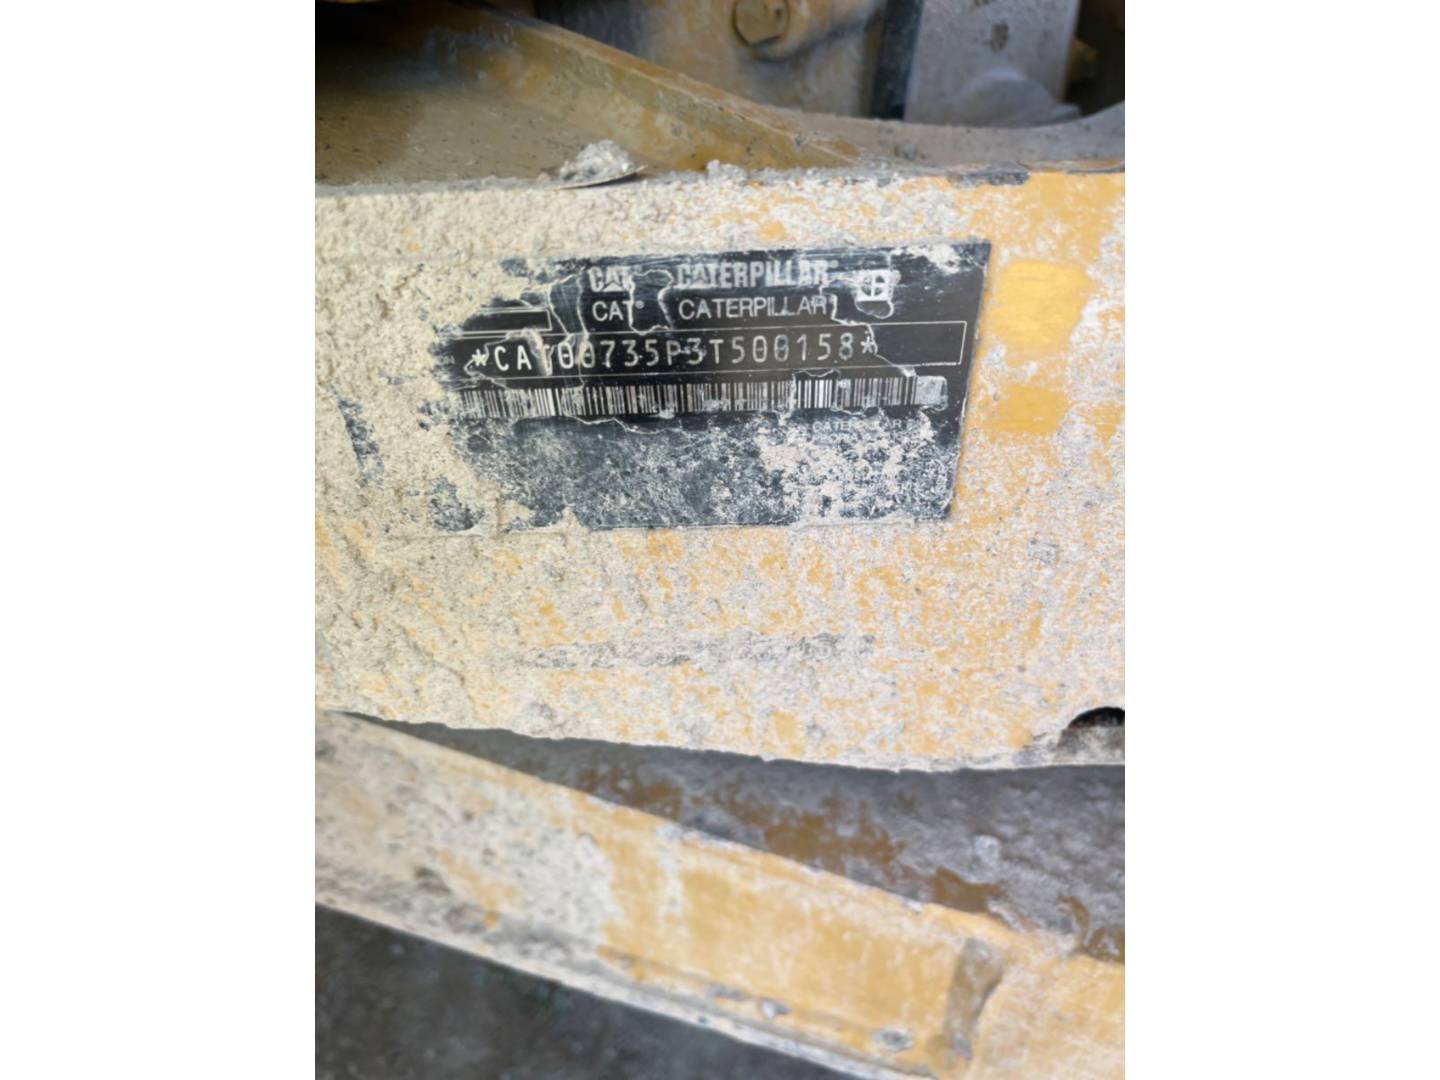 CAT CATERPILLAR
CAT® CATERPILLAR
*CAT00735P3T500158*
CATERPILLAR